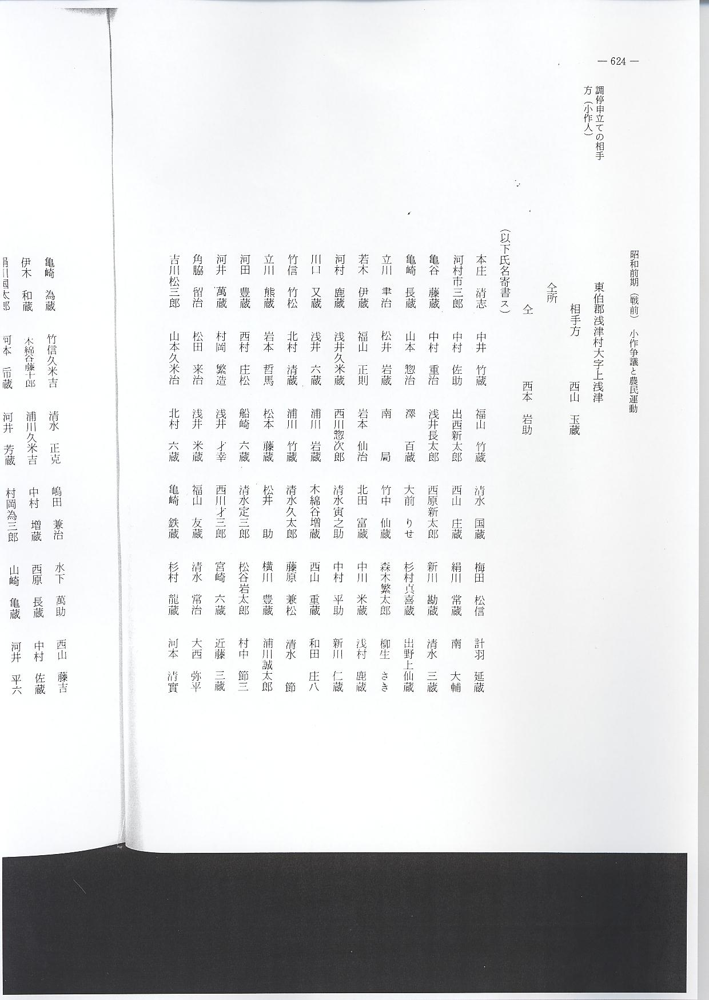 ― 624 ―
昭和前期（戦前）　小作争議と農民運動
調停申立ての相手
方（小作人）
東伯郡浅津村大字上浅津
相手方　西山　玉蔵
仝所
仝　西本　岩助
（以下氏名寄書ス）
本庄　清志　中井　竹蔵　福山　竹蔵　清水　国蔵　梅田　松信　計羽　延蔵
河村市三郎　中村　佐助　出西新太郎　西山　庄蔵　絹川　常蔵　南　大輔
亀谷　藤蔵　中村　重治　浅井長太郎　西原新太郎　新川　勘蔵　清水　三蔵
亀崎　長蔵　山本　惣治　澤　百蔵　大前　りせ　杉村真喜蔵　出野上仙蔵
立川　聿治　松井　岩蔵　南　局　竹中　仙蔵　森木繁太郎　柳生　さき
若木　伊蔵　福山　正則　岩本　仙治　北田　富蔵　中川　米蔵　浅村　鹿蔵
河村　鹿蔵　浅井久米蔵　西川惣次郎　清水寅之助　中村　平助　新川　仁蔵
川口　又蔵　浅井　六蔵　浦川　岩蔵　木綿谷増蔵　西山　重蔵　和田　庄八
竹信　竹松　北村　清蔵　浦川　竹蔵　清水久太郎　藤原　兼松　清水　節
立川　熊蔵　岩本　哲馬　松本　藤蔵　松井　助　横川　豊蔵　浦川誠太郎
河田　豊蔵　西村　庄松　船崎　六蔵　清水定三郎　松谷岩太郎　村中　節三
河井　萬蔵　村岡　繁造　浅井　才幸　西川才三郎　宮崎　六蔵　近藤　三蔵
角脇　留治　松田　来治　浅井　米蔵　福山　友蔵　清水　常治　大西　弥平
吉川松三郎　山本久米治　北村　六蔵　亀崎　鉄蔵　杉村　龍蔵　河本　清實
亀崎　為蔵　竹信久米吉　清水　正克　嶋田　兼治　水下　萬助　西山　藤吉
伊木　和蔵　木綿谷藤十郎　浦川久米吉　中村　増蔵　西原　長蔵　中村　佐蔵
河井　芳蔵　村岡為三郎　山崎　亀蔵　河井　平六